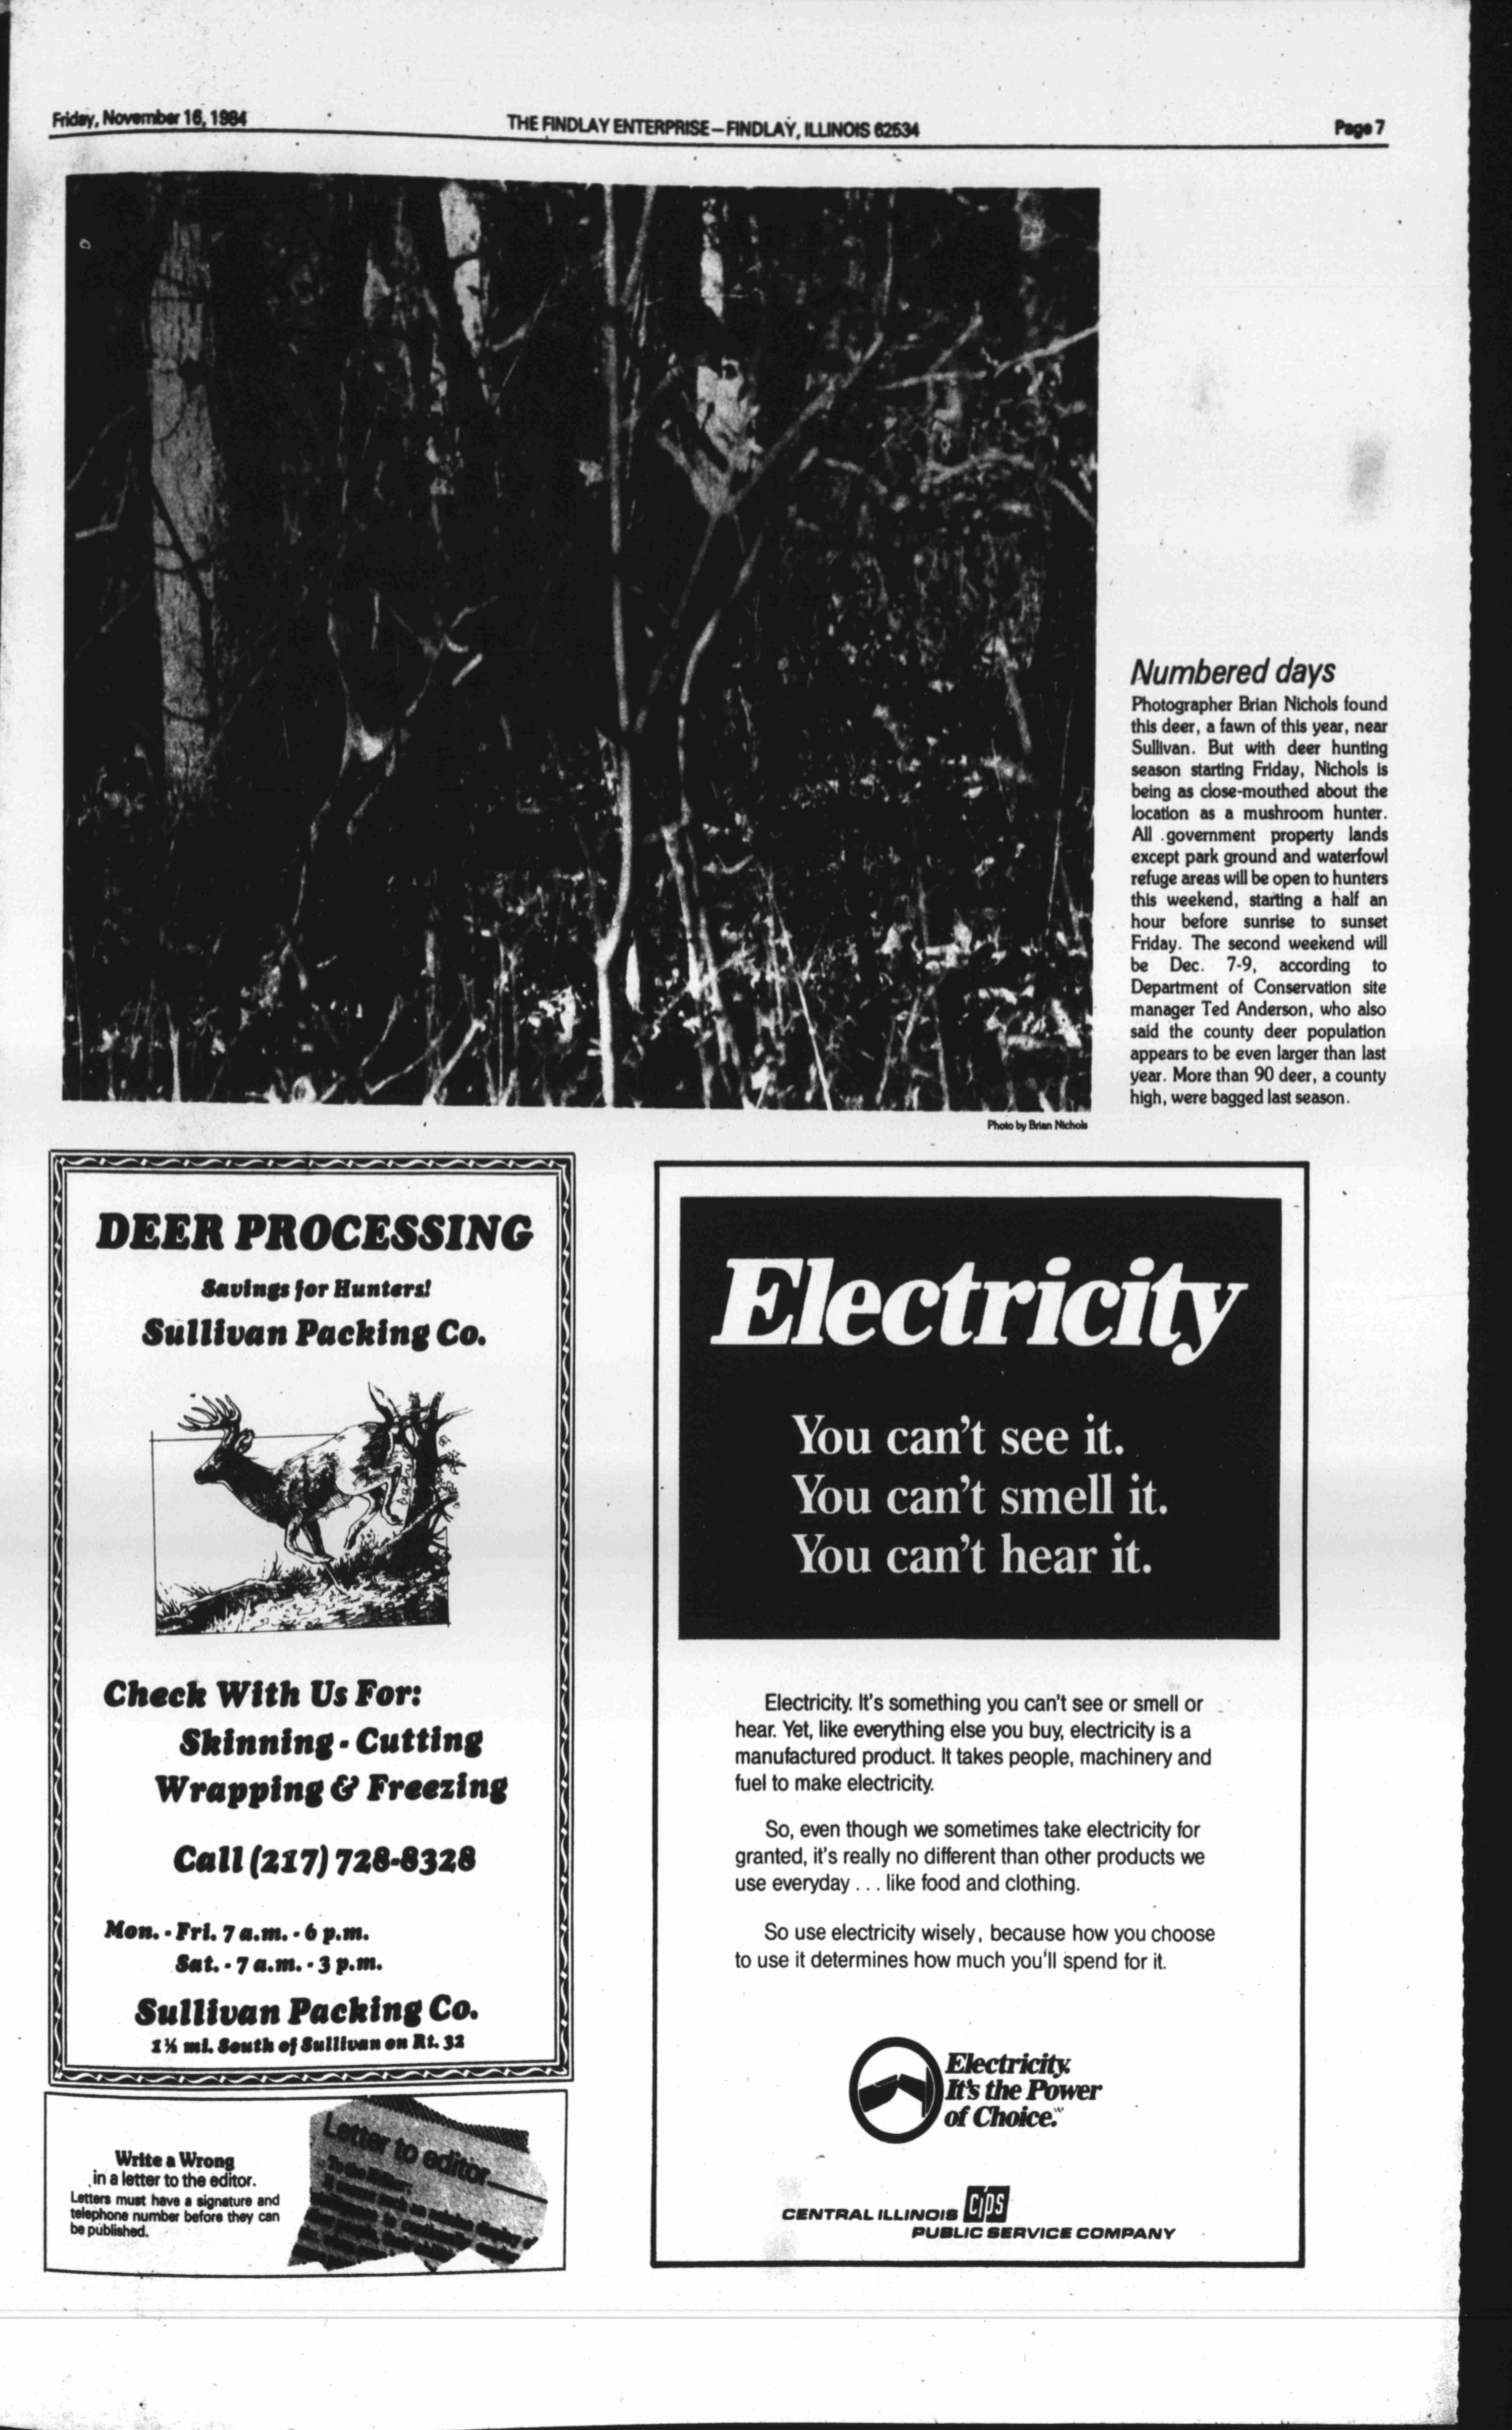 Friday, November 16, 1984
THE FINDLAY ENTERPRISE—FINDLAY, ILLINOIS 62534
Page 7
Numbered days
Photographer Brian Nichols found
this deer, a fawn of this year, near
Sullivan. But with deer hunting
season starting Friday, Nichols is
being as close-mouthed about the
location as a mushroom hunter.
All government property lands
except park ground and waterfowl
refuge areas will be open to hunters
this weekend, starting a half an
hour before sunrise to sunset
Friday. The second weekend will
be Dec. 7-9, according to
Department of Conservation site
manager Ted Anderson, who also
said the county deer population
appears to be even larger than last
year. More than 90 deer, a county
high, were bagged last season.
Photo by Brian Nichols
DEER PROCESSING
Savings for Hunters!
Sullivan Packing Co.
Check With Us For:
Skinning - Cutting
Wrapping & Freezing
Call (217) 728-8328
Mon. - Fri. 7 a.m. - 6 p.m.
Sat. - 7 a.m. - 3 p.m.
Sullivan Packing Co.
mi. South of Sullivan on Rt. 32
Write a Wrong
in a letter to the editor.
Letters must have a signature and
telephone number before they can
be published.
Letter to editor
To the Editor:
Electricity
You can't see it.
You can't smell it.
You can't hear it.
Electricity. It's something you can't see or smell or
hear. Yet, like everything else you buy, electricity is a
manufactured product. It takes people, machinery and
fuel to make electricity.
So, even though we sometimes take electricity for
granted, it's really no different than other products we
use everyday . . . like food and clothing.
So use electricity wisely, because how you choose
to use it determines how much you'll spend for it.
Electricity.
It's the Power
of Choice.
CENTRAL ILLINOIS CIPS
PUBLIC SERVICE COMPANY